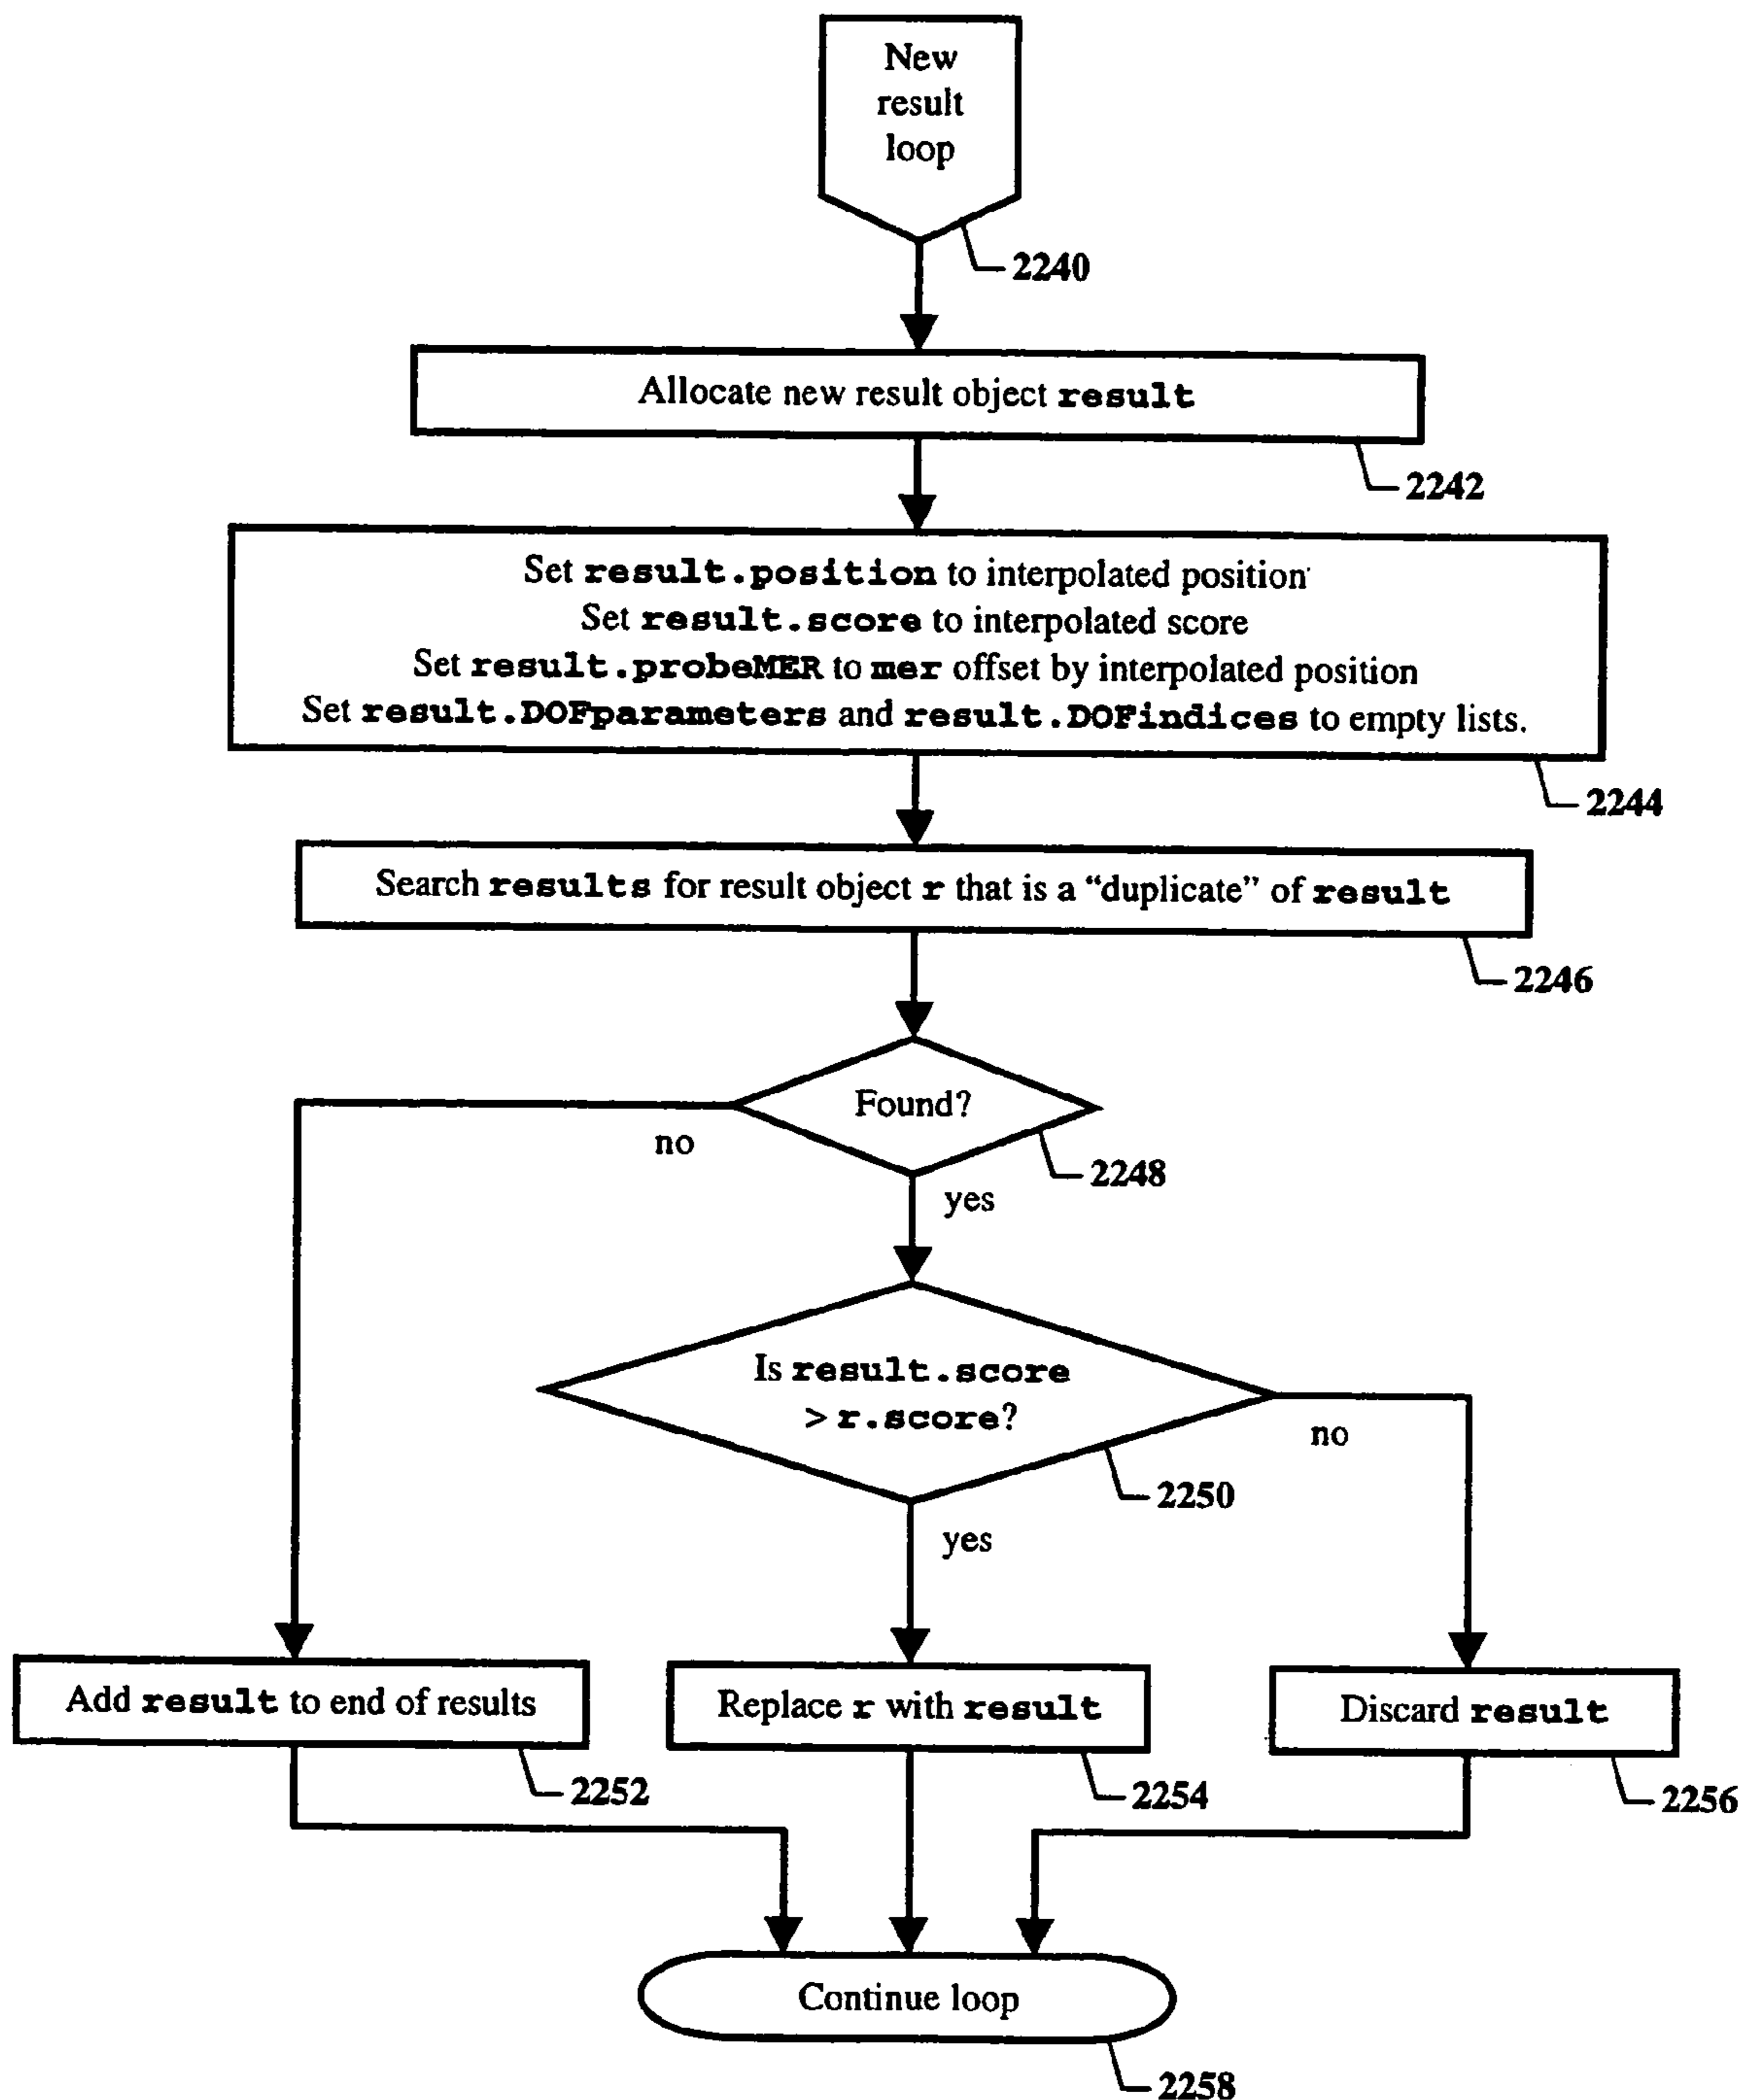 New
result
loop
2240
Allocate new result object result
2242
Set result.position to interpolated position
Set result.score to interpolated score
Set result.probeMER to mer offset by interpolated position
Set result.DOFparameters and result.DOFindices to empty lists.
2244
Search results for result object r that is a “duplicate” of result
2246
Found?
no
2248
yes
Is result.score
> r.score?
no
2250
yes
Add result to end of results
Replace r with result
Discard result
2252
2254
2256
Continue loop
2258